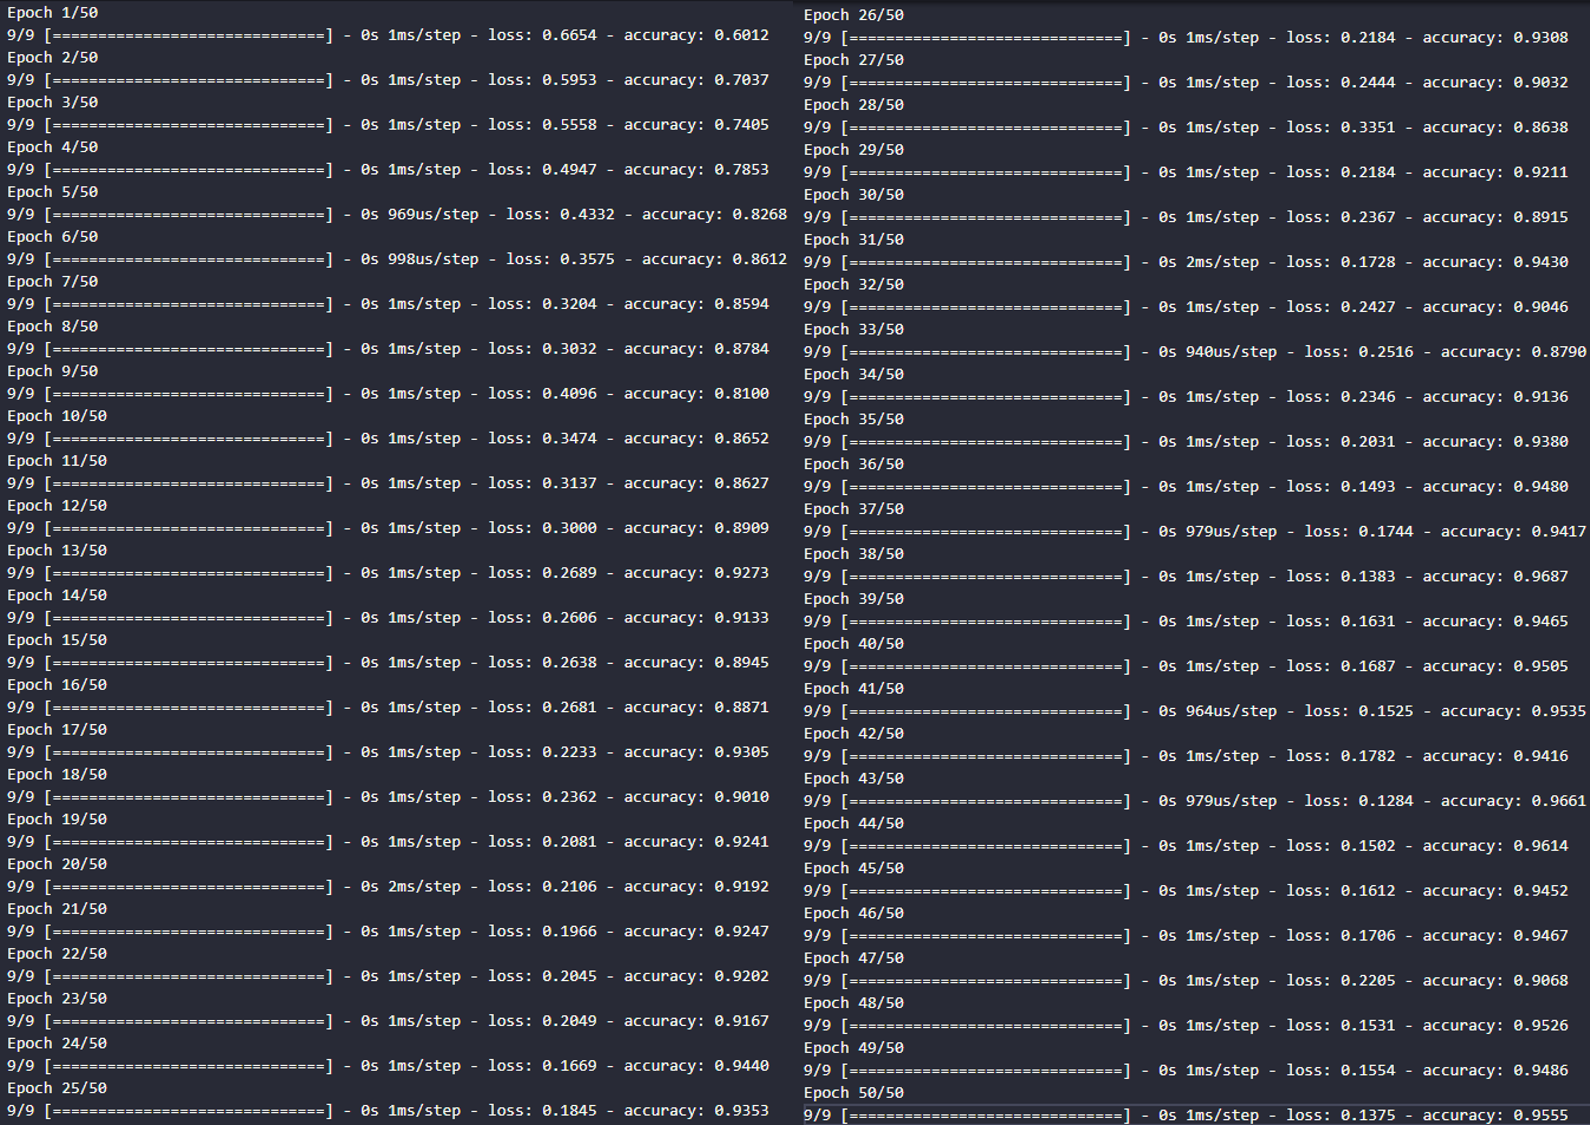 Epoch 1/50
9/9 [==============================] - 0s 1ms/step - loss: 0.6654 - accuracy: 0.6012
Epoch 2/50
9/9 [==============================] - 0s 1ms/step - loss: 0.5953 - accuracy: 0.7037
Epoch 3/50
9/9 [==============================] - 0s 1ms/step - loss: 0.5558 - accuracy: 0.7405
Epoch 4/50
9/9 [==============================] - 0s 1ms/step - loss: 0.4947 - accuracy: 0.7853
Epoch 5/50
9/9 [==============================] - 0s 969us/step - loss: 0.4332 - accuracy: 0.8268
Epoch 6/50
9/9 [==============================] - 0s 998us/step - loss: 0.3575 - accuracy: 0.8612
Epoch 7/50
9/9 [==============================] - 0s 1ms/step - loss: 0.3204 - accuracy: 0.8594
Epoch 8/50
9/9 [==============================] - 0s 1ms/step - loss: 0.3032 - accuracy: 0.8784
Epoch 9/50
9/9 [==============================] - 0s 1ms/step - loss: 0.4096 - accuracy: 0.8100
Epoch 10/50
9/9 [==============================] - 0s 1ms/step - loss: 0.3474 - accuracy: 0.8652
Epoch 11/50
9/9 [==============================] - 0s 1ms/step - loss: 0.3137 - accuracy: 0.8627
Epoch 12/50
9/9 [==============================] - 0s 1ms/step - loss: 0.3000 - accuracy: 0.8909
Epoch 13/50
9/9 [==============================] - 0s 1ms/step - loss: 0.2689 - accuracy: 0.9273
Epoch 14/50
9/9 [==============================] - 0s 1ms/step - loss: 0.2606 - accuracy: 0.9133
Epoch 15/50
9/9 [==============================] - 0s 1ms/step - loss: 0.2638 - accuracy: 0.8945
Epoch 16/50
9/9 [==============================] - 0s 1ms/step - loss: 0.2681 - accuracy: 0.8871
Epoch 17/50
9/9 [==============================] - 0s 1ms/step - loss: 0.2233 - accuracy: 0.9305
Epoch 18/50
9/9 [==============================] - 0s 1ms/step - loss: 0.2362 - accuracy: 0.9010
Epoch 19/50
9/9 [==============================] - 0s 1ms/step - loss: 0.2081 - accuracy: 0.9241
Epoch 20/50
9/9 [==============================] - 0s 2ms/step - loss: 0.2106 - accuracy: 0.9192
Epoch 21/50
9/9 [==============================] - 0s 1ms/step - loss: 0.1966 - accuracy: 0.9247
Epoch 22/50
9/9 [==============================] - 0s 1ms/step - loss: 0.2045 - accuracy: 0.9202
Epoch 23/50
9/9 [==============================] - 0s 1ms/step - loss: 0.2049 - accuracy: 0.9167
Epoch 24/50
9/9 [==============================] - 0s 1ms/step - loss: 0.1669 - accuracy: 0.9440
Epoch 25/50
9/9 [==============================] - 0s 1ms/step - loss: 0.1845 - accuracy: 0.9353
Epoch 26/50
9/9 [==============================] - 0s 1ms/step - loss: 0.2184 - accuracy: 0.9308
Epoch 27/50
9/9 [==============================] - 0s 1ms/step - loss: 0.2444 - accuracy: 0.9032
Epoch 28/50
9/9 [==============================] - 0s 1ms/step - loss: 0.3351 - accuracy: 0.8638
Epoch 29/50
9/9 [==============================] - 0s 1ms/step - loss: 0.2184 - accuracy: 0.9211
Epoch 30/50
9/9 [==============================] - 0s 1ms/step - loss: 0.2367 - accuracy: 0.8915
Epoch 31/50
9/9 [==============================] - 0s 2ms/step - loss: 0.1728 - accuracy: 0.9430
Epoch 32/50
9/9 [==============================] - 0s 1ms/step - loss: 0.2427 - accuracy: 0.9046
Epoch 33/50
9/9 [==============================] - 0s 940us/step - loss: 0.2516 - accuracy: 0.8790
Epoch 34/50
9/9 [==============================] - 0s 1ms/step - loss: 0.2346 - accuracy: 0.9136
Epoch 35/50
9/9 [==============================] - 0s 1ms/step - loss: 0.2031 - accuracy: 0.9380
Epoch 36/50
9/9 [==============================] - 0s 1ms/step - loss: 0.1493 - accuracy: 0.9480
Epoch 37/50
9/9 [==============================] - 0s 979us/step - loss: 0.1744 - accuracy: 0.9417
Epoch 38/50
9/9 [==============================] - 0s 1ms/step - loss: 0.1383 - accuracy: 0.9687
Epoch 39/50
9/9 [==============================] - 0s 1ms/step - loss: 0.1631 - accuracy: 0.9465
Epoch 40/50
9/9 [==============================] - 0s 1ms/step - loss: 0.1687 - accuracy: 0.9505
Epoch 41/50
9/9 [==============================] - 0s 964us/step - loss: 0.1525 - accuracy: 0.9535
Epoch 42/50
9/9 [==============================] - 0s 1ms/step - loss: 0.1782 - accuracy: 0.9416
Epoch 43/50
9/9 [==============================] - 0s 979us/step - loss: 0.1284 - accuracy: 0.9661
Epoch 44/50
9/9 [==============================] - 0s 1ms/step - loss: 0.1502 - accuracy: 0.9614
Epoch 45/50
9/9 [==============================] - 0s 1ms/step - loss: 0.1612 - accuracy: 0.9452
Epoch 46/50
9/9 [==============================] - 0s 1ms/step - loss: 0.1706 - accuracy: 0.9467
Epoch 47/50
9/9 [==============================] - 0s 1ms/step - loss: 0.2205 - accuracy: 0.9068
Epoch 48/50
9/9 [==============================] - 0s 1ms/step - loss: 0.1531 - accuracy: 0.9526
Epoch 49/50
9/9 [==============================] - 0s 1ms/step - loss: 0.1554 - accuracy: 0.9486
Epoch 50/50
9/9 [==============================] - 0s 1ms/step - loss: 0.1375 - accuracy: 0.9555